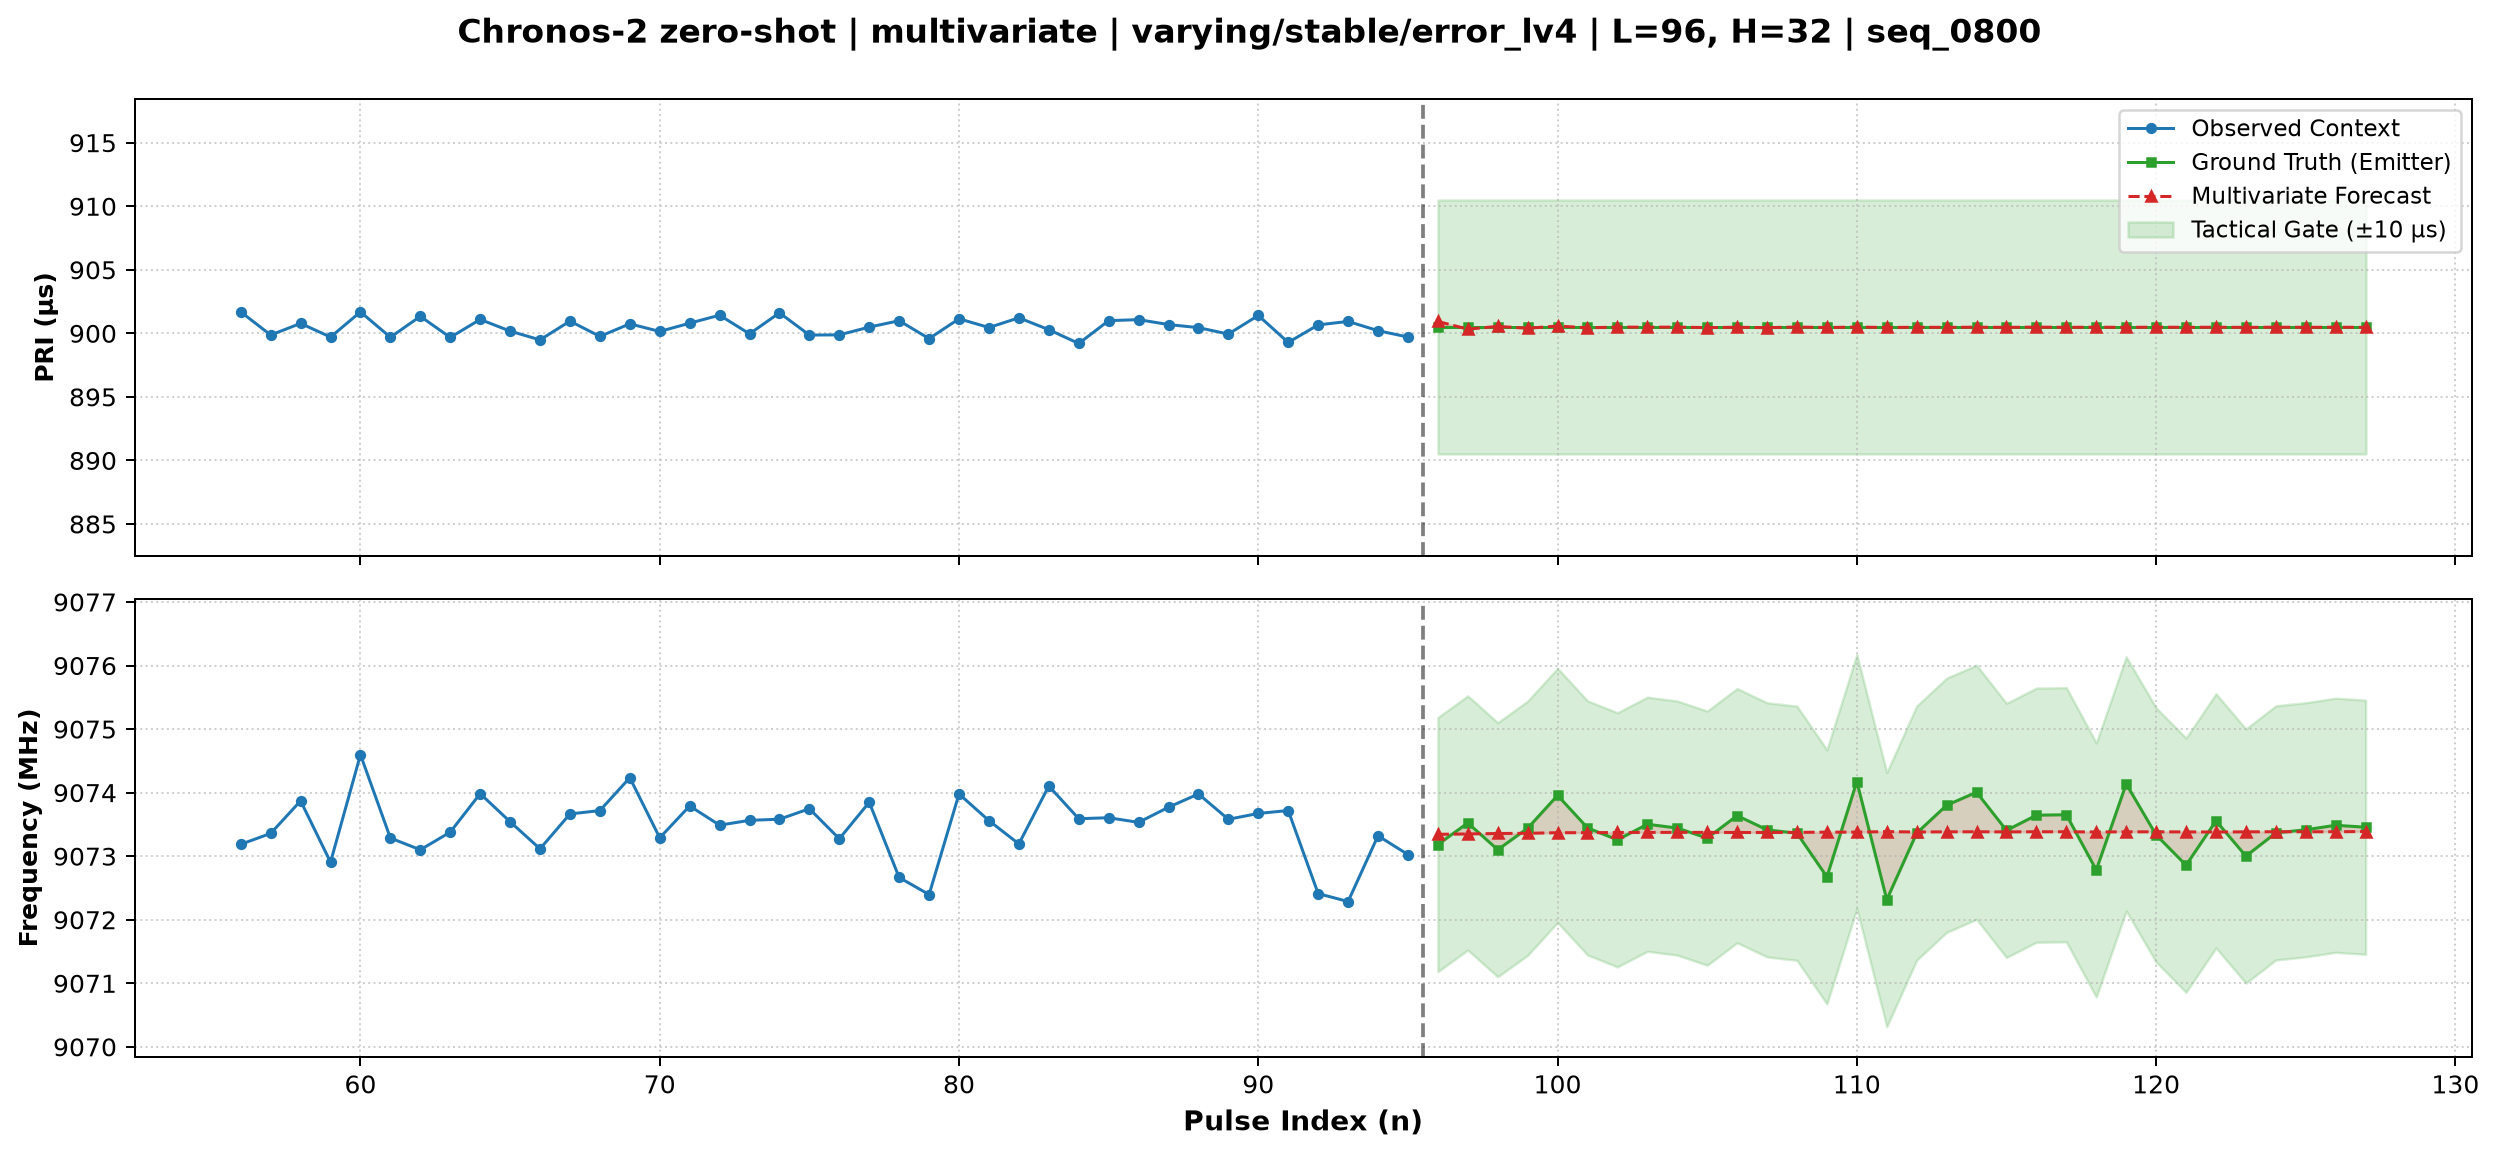 Chronos-2 zero-shot | multivariate | varying/stable/error_lv4 | L=96, H=32 | seq_0800
915
910
905
900
895
890
885
PRI (µs)
Observed Context
Ground Truth (Emitter)
Multivariate Forecast
Tactical Gate (±10 µs)
9077
9076
9075
9074
9073
9072
9071
9070
Frequency (MHz)
60 70 80 90 100 110 120 130
Pulse Index (n)